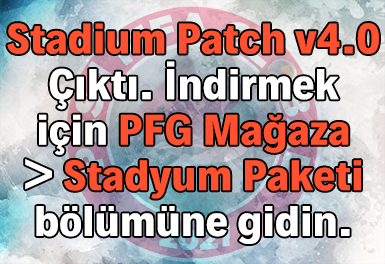 Stadium Patch v4.0
Çıktı. İndirmek
için PFG Mağaza
> Stadyum Paketi
bölümüne gidin.